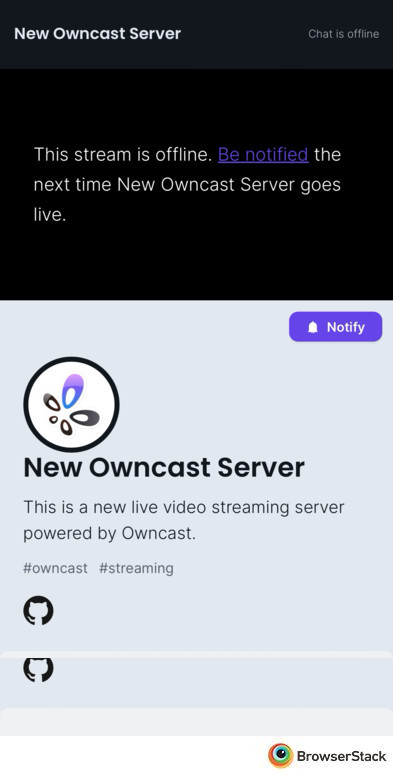 New Owncast Server
Chat is offline
This stream is offline. Be notified the
next time New Owncast Server goes
live.
Notify
New Owncast Server
This is a new live video streaming server
powered by Owncast.
#owncast #streaming
BrowserStack